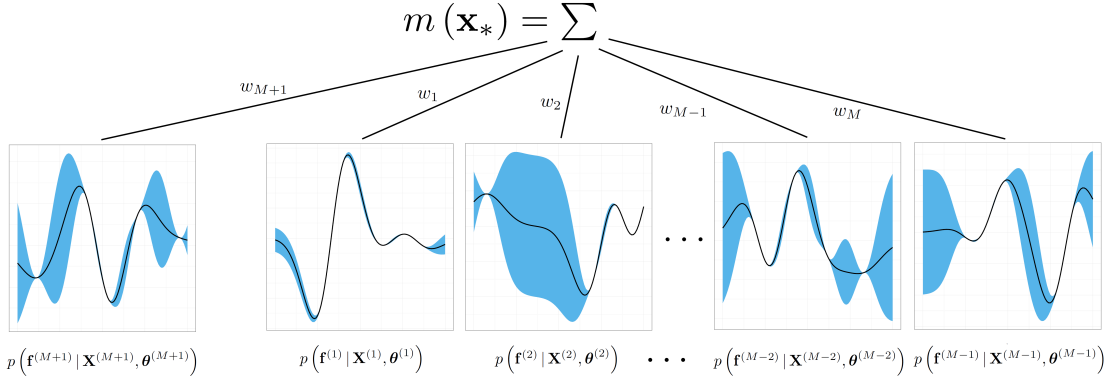 m (x∗) = ∑
w_{M+1} w_1 w_2 w_{M−1} w_M
· · ·
p (f^{(M+1)} | X^{(M+1)}, θ^{(M+1)}) p (f^{(1)} | X^{(1)}, θ^{(1)}) p (f^{(2)} | X^{(2)}, θ^{(2)}) · · · p (f^{(M−2)} | X^{(M−2)}, θ^{(M−2)}) p (f^{(M−1)} | X^{(M−1)}, θ^{(M−1)})